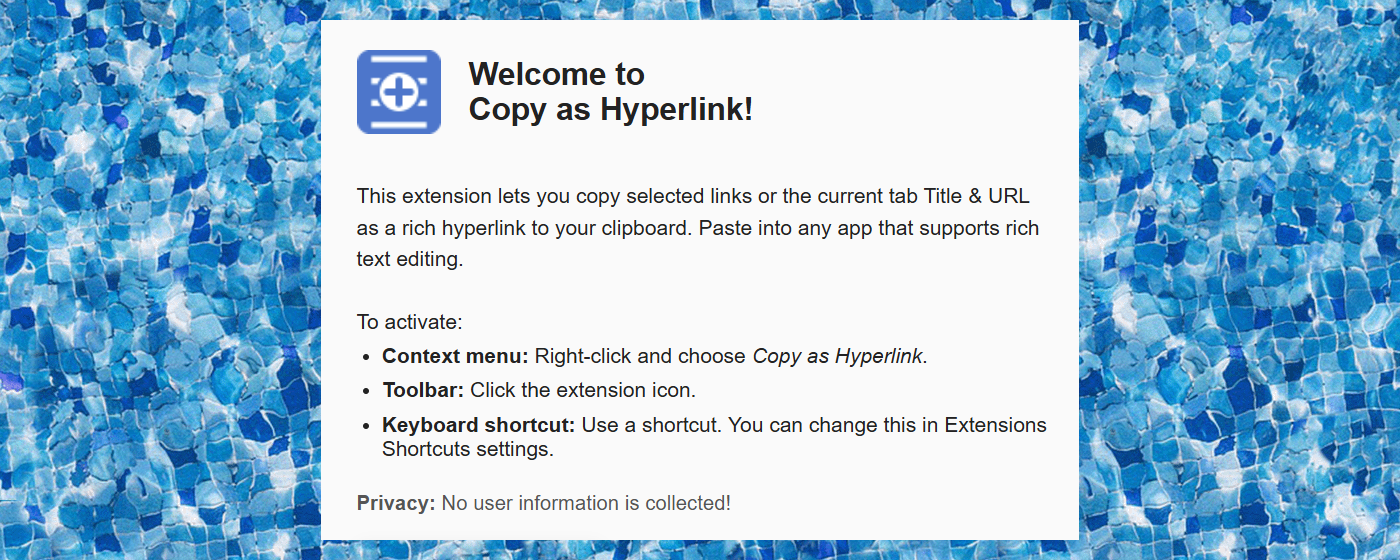 Welcome to
Copy as Hyperlink!
This extension lets you copy selected links or the current tab Title & URL
as a rich hyperlink to your clipboard. Paste into any app that supports rich
text editing.
To activate:
• Context menu: Right-click and choose Copy as Hyperlink.
• Toolbar: Click the extension icon.
• Keyboard shortcut: Use a shortcut. You can change this in Extensions
Shortcuts settings.
Privacy: No user information is collected!